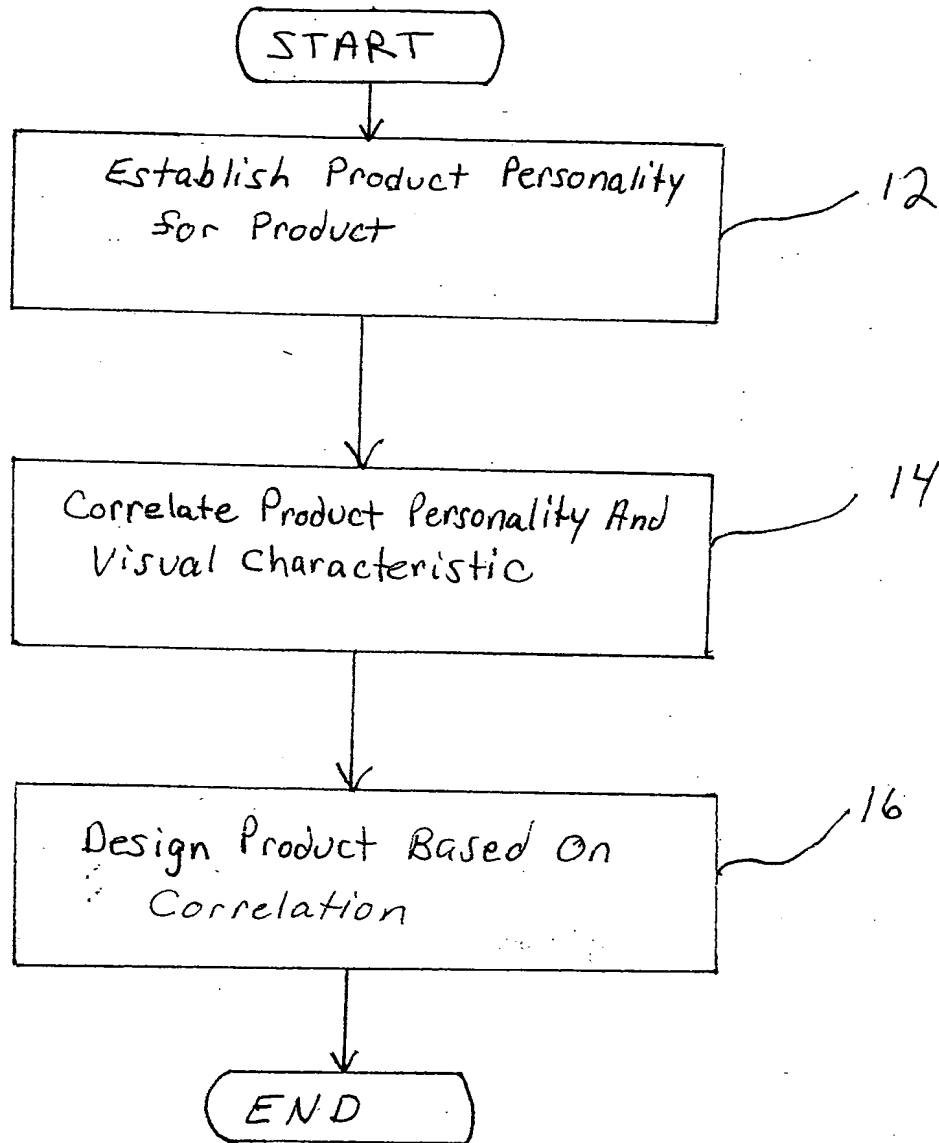 START
Establish Product Personality
for Product
12
Correlate Product Personality And
Visual Characteristic
14
Design Product Based On
Correlation
16
END